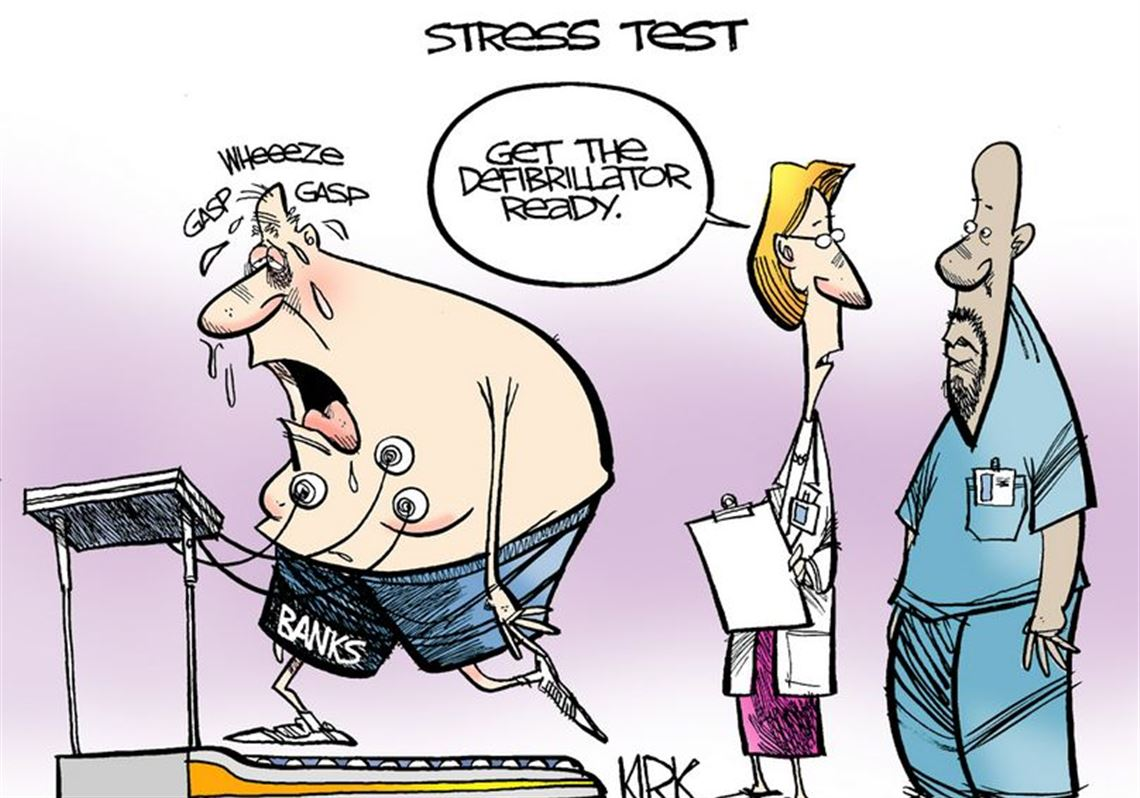 STRESS TEST
GET THE
DEFIBRILLATOR
READY.
WHEEEZE
GASP
GASP
BANKS
KIRK